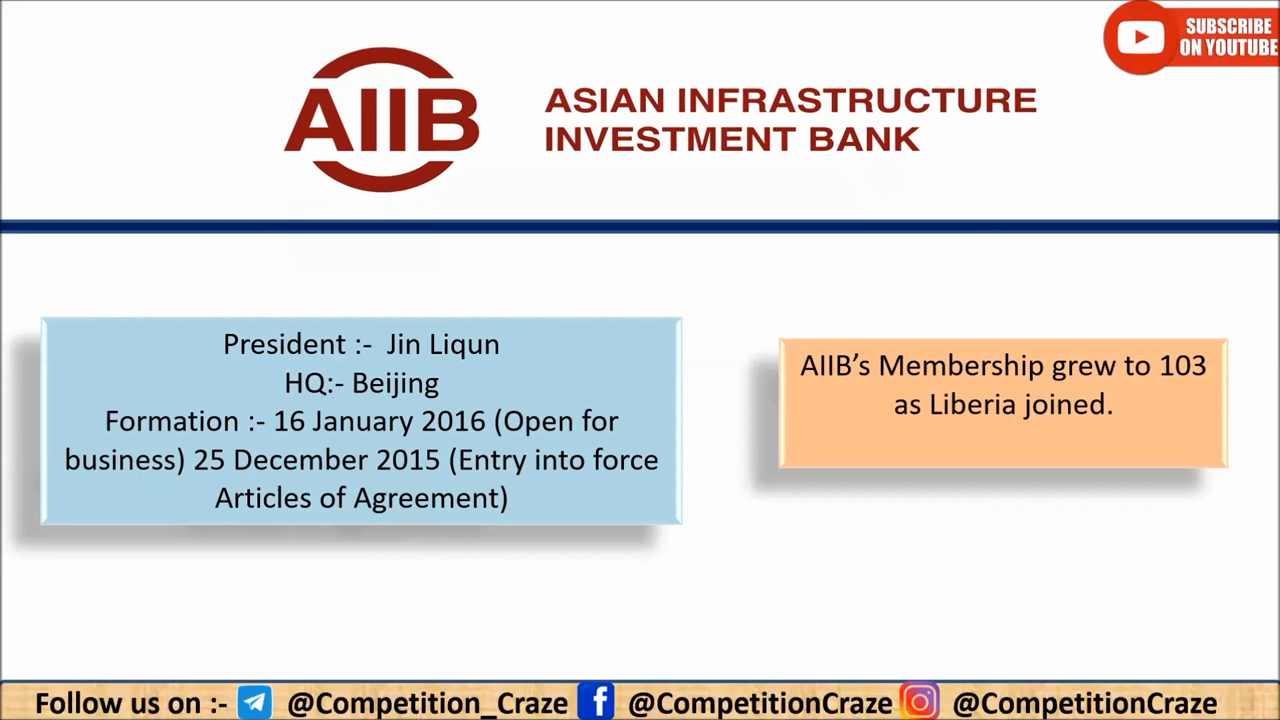 SUBSCRIBE
ON YOUTUBE
AIIB
ASIAN INFRASTRUCTURE
INVESTMENT BANK
President :-  Jin Liqun
HQ:- Beijing
Formation :- 16 January 2016 (Open for
business) 25 December 2015 (Entry into force
Articles of Agreement)
AIIB’s Membership grew to 103
as Liberia joined.
Follow us on :- @Competition_Craze @CompetitionCraze @CompetitionCraze